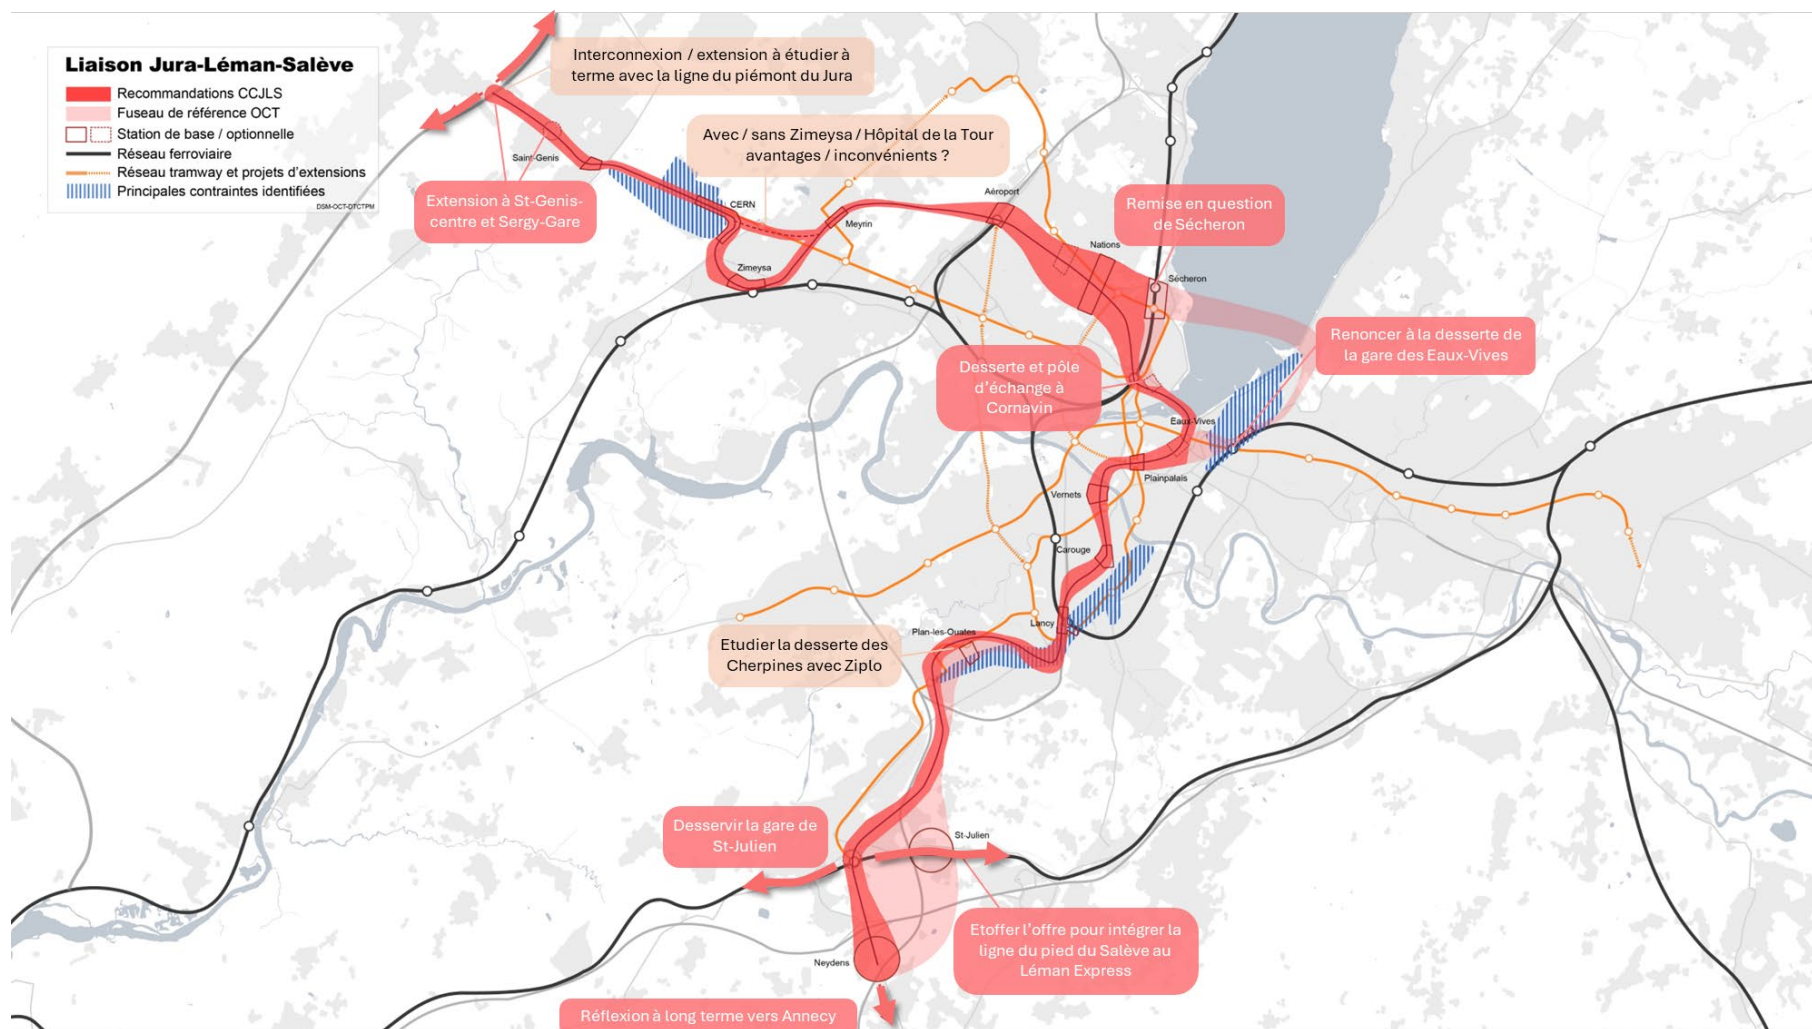 Liaison Jura-Léman-Salève
Recommandations CCJLS
Fuseau de référence OCT
Station de base / optionnelle
Réseau ferroviaire
Réseau tramway et projets d'extensions
Principales contraintes identifiées
DSM-OCT-DTCTPM
Interconnexion / extension à étudier à
terme avec la ligne du piémont du Jura
Avec / sans Zimeysa / Hôpital de la Tour
avantages / inconvénients ?
Saint-Genis
Extension à St-Genis-
centre et Sergy-Gare
CERN
Meyrin
Zimeysa
Aéroport
Remise en question
de Sécheron
Nations
Sécheron
Renoncer à la desserte de
la gare des Eaux-Vives
Desserte et pôle
d'échange à
Cornavin
Eaux-Vives
Plainpalais
Vernets
Carouge
Lancy
Plan-les-Ouates
Etudier la desserte des
Cherpines avec Ziplo
Desservir la gare de
St-Julien
St-Julien
Etoffer l'offre pour intégrer la
ligne du pied du Salève au
Léman Express
Neydens
Réflexion à long terme vers Annecy